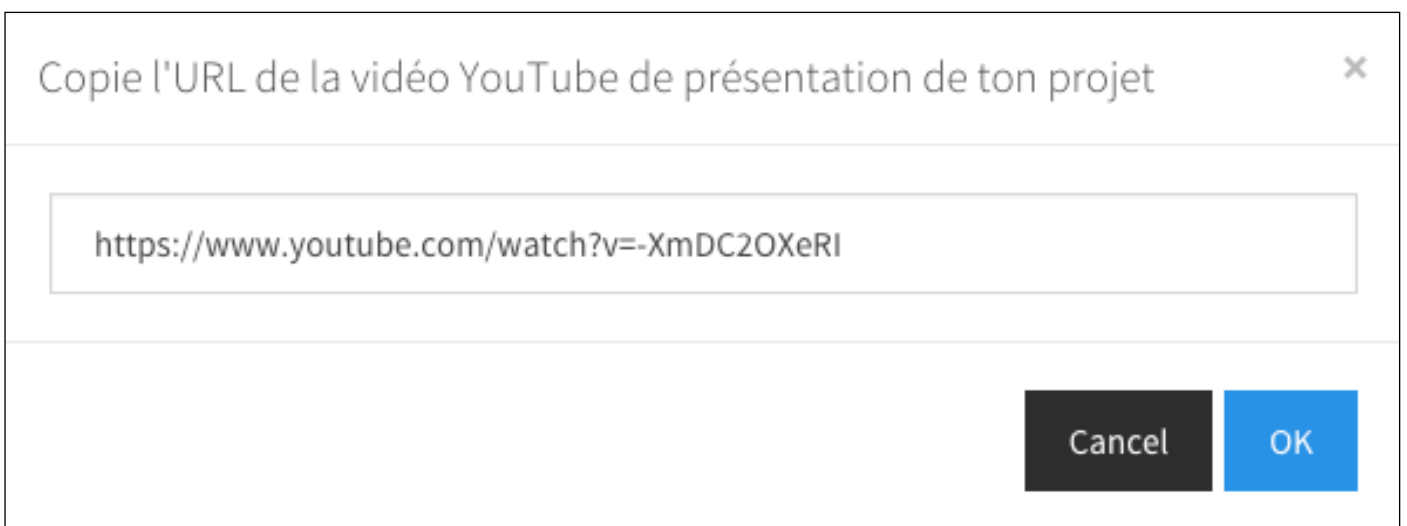 Copie l'URL de la vidéo YouTube de présentation de ton projet ×
https://www.youtube.com/watch?v=-XmDC2OXeRI
Cancel OK